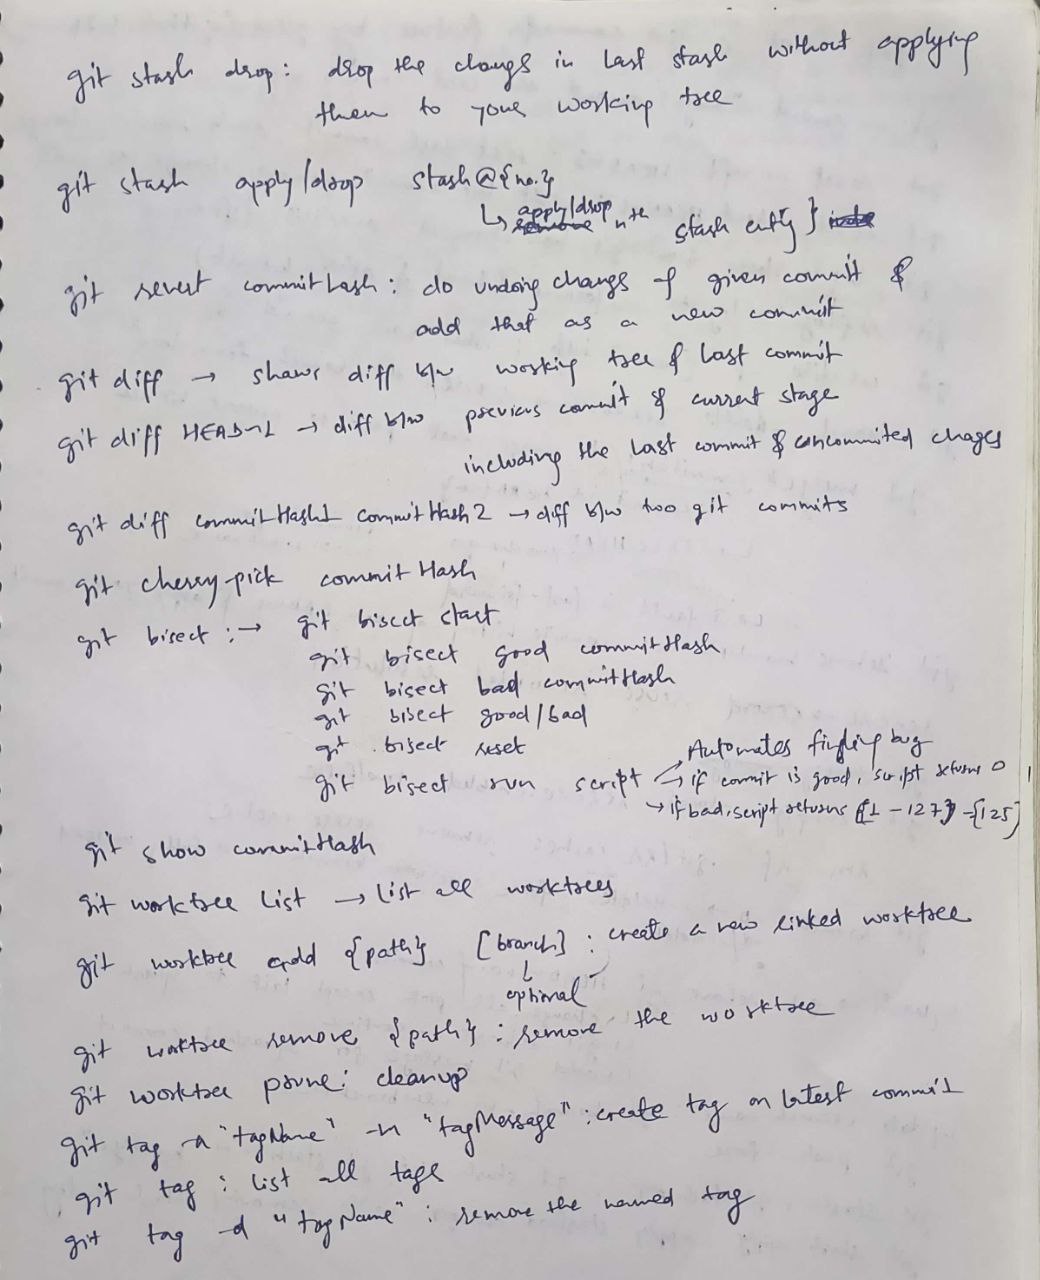 git stash drop : drop the changs in last stash without applying
them to your working tree
git stash apply/drop stash@{no.}
↳ apply/drop nth stash entry }
git revert commitHash : do undoing changs of given commit &
add that as a new commit
git diff → shows diff b/w working tree & last commit
git diff HEAD~1 → diff b/w previous commit & current stage
including the last commit & uncommited chages
git diff commitHash1 commitHash2 → diff b/w two git commits
git cherry-pick commitHash
git bisect :→ git bisect start
git bisect good commitHash
git bisect bad commitHash
git bisect good/bad
git bisect reset
Automates finding bug
git bisect run script → if commit is good, script returns 0
→ if bad, script returns {1 - 127} - {125}
git show commitHash
git worktree list → list all worktrees
git worktree add {path} [branch] : create a new linked worktree
↳ optional
git worktree remove {path} : remove the worktree
git worktree prune : cleanup
git tag -a "tagName" -m "tagMessage" : create tag on latest commit
git tag : list all tags
git tag -d "tagName" : remove the named tag